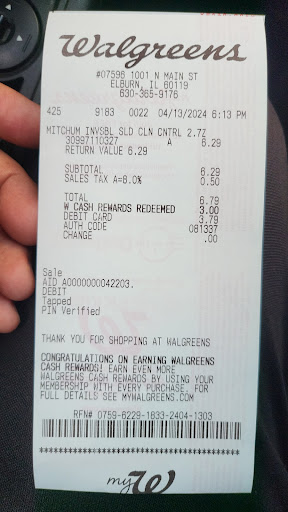 Walgreens
#07596 1001 N MAIN ST
ELBURN, IL 60119
630-365-9176
425 9183 0022 04/13/2024 6:13 PM
MITCHUM INVSBL SLD CLN CNTRL 2.7Z
30997110327 A 6.29
RETURN VALUE 6.29
SUBTOTAL 6.29
SALES TAX A=8.0% 0.50
TOTAL 6.79
W CASH REWARDS REDEEMED 3.00
DEBIT CARD 3.79
AUTH CODE 081337
CHANGE .00
Sale
AID A0000000042203.
DEBIT
Tapped
PIN Verified
THANK YOU FOR SHOPPING AT WALGREENS
CONGRATULATIONS ON EARNING WALGREENS
CASH REWARDS! EARN EVEN MORE
WALGREENS CASH REWARDS BY USING YOUR
MEMBERSHIP WITH EVERY PURCHASE. FOR
FULL DETAILS SEE MYWALGREENS.COM
RFN# 0759-6229-1833-2404-1303
myW